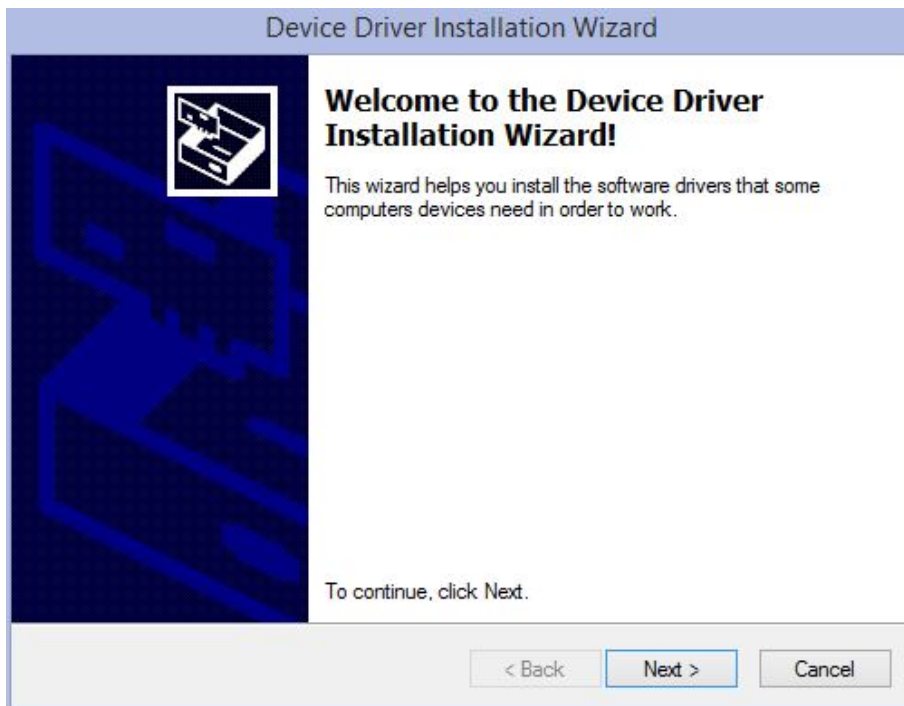 Device Driver Installation Wizard
Welcome to the Device Driver
Installation Wizard!
This wizard helps you install the software drivers that some
computers devices need in order to work.
To continue, click Next.
< Back
Next >
Cancel